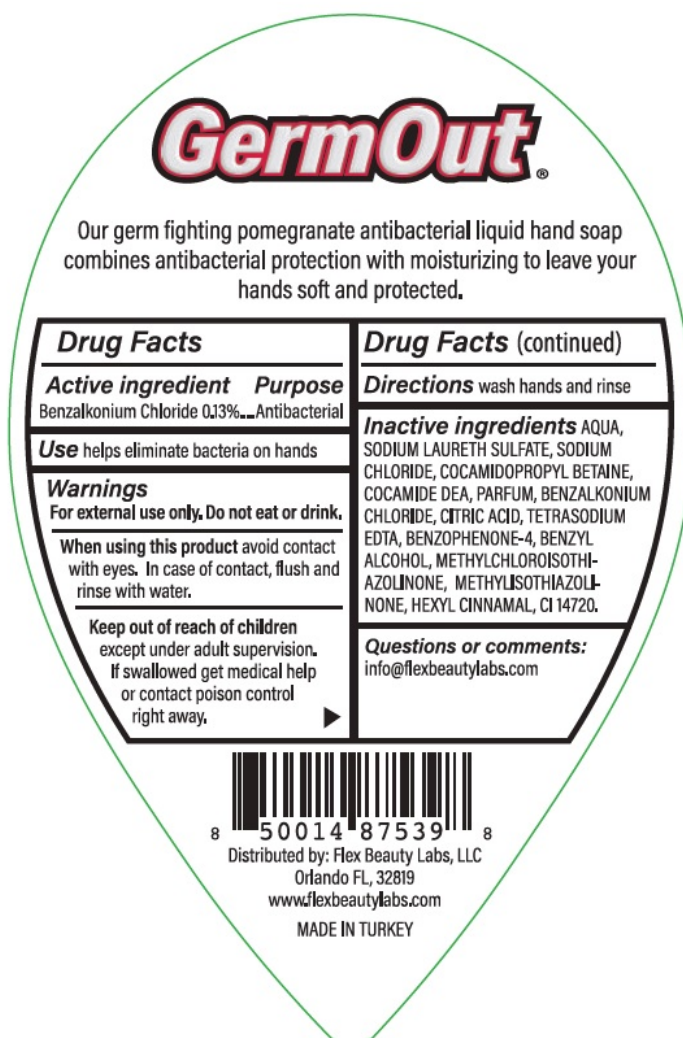 GermOut®
Our germ fighting pomegranate antibacterial liquid hand soap
combines antibacterial protection with moisturizing to leave your
hands soft and protected.
Drug Facts
Active ingredient Purpose
Benzalkonium Chloride 0.13%...Antibacterial
Use helps eliminate bacteria on hands
Warnings
For external use only. Do not eat or drink.
When using this product avoid contact
with eyes. In case of contact, flush and
rinse with water.
Keep out of reach of children
except under adult supervision.
If swallowed get medical help
or contact poison control
right away.
Drug Facts (continued)
Directions wash hands and rinse
Inactive ingredients AQUA,
SODIUM LAURETH SULFATE, SODIUM
CHLORIDE, COCAMIDOPROPYL BETAINE,
COCAMIDE DEA, PARFUM, BENZALKONIUM
CHLORIDE, CITRIC ACID, TETRASODIUM
EDTA, BENZOPHENONE-4, BENZYL
ALCOHOL, METHYLCHLOROISOTHI-
AZOLINONE, METHYLISOTHIAZOLI-
NONE, HEXYL CINNAMAL, CI 14720.
Questions or comments:
info@flexbeautylabs.com
8 50014 87539 8
Distributed by: Flex Beauty Labs, LLC
Orlando FL, 32819
www.flexbeautylabs.com
MADE IN TURKEY